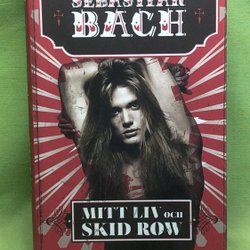 SEBASTIAN
BACH
MITT LIV OCH
SKID ROW